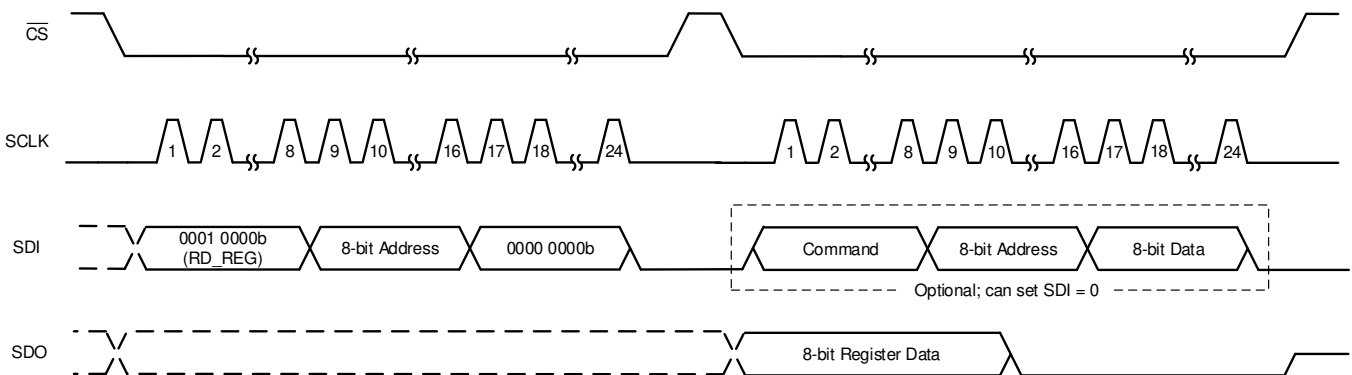 CS
SCLK
1 2 8 9 10 16 17 18 24 1 2 8 9 10 16 17 18 24
SDI
0001 0000b
(RD_REG)
8-bit Address
0000 0000b
Command
8-bit Address
8-bit Data
Optional; can set SDI = 0
SDO
8-bit Register Data